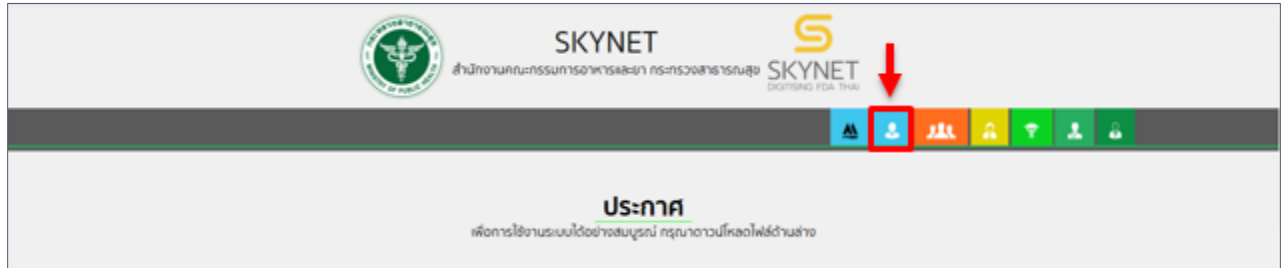 SKYNET
สำนักงานคณะกรรมการอาหารและยา กระทรวงสาธารณสุข
SKYNET
DIGITISING FDA THAI
ประกาศ
เพื่อการใช้งานระบบได้อย่างสมบูรณ์ กรุณาดาวน์โหลดไฟล์ด้านล่าง